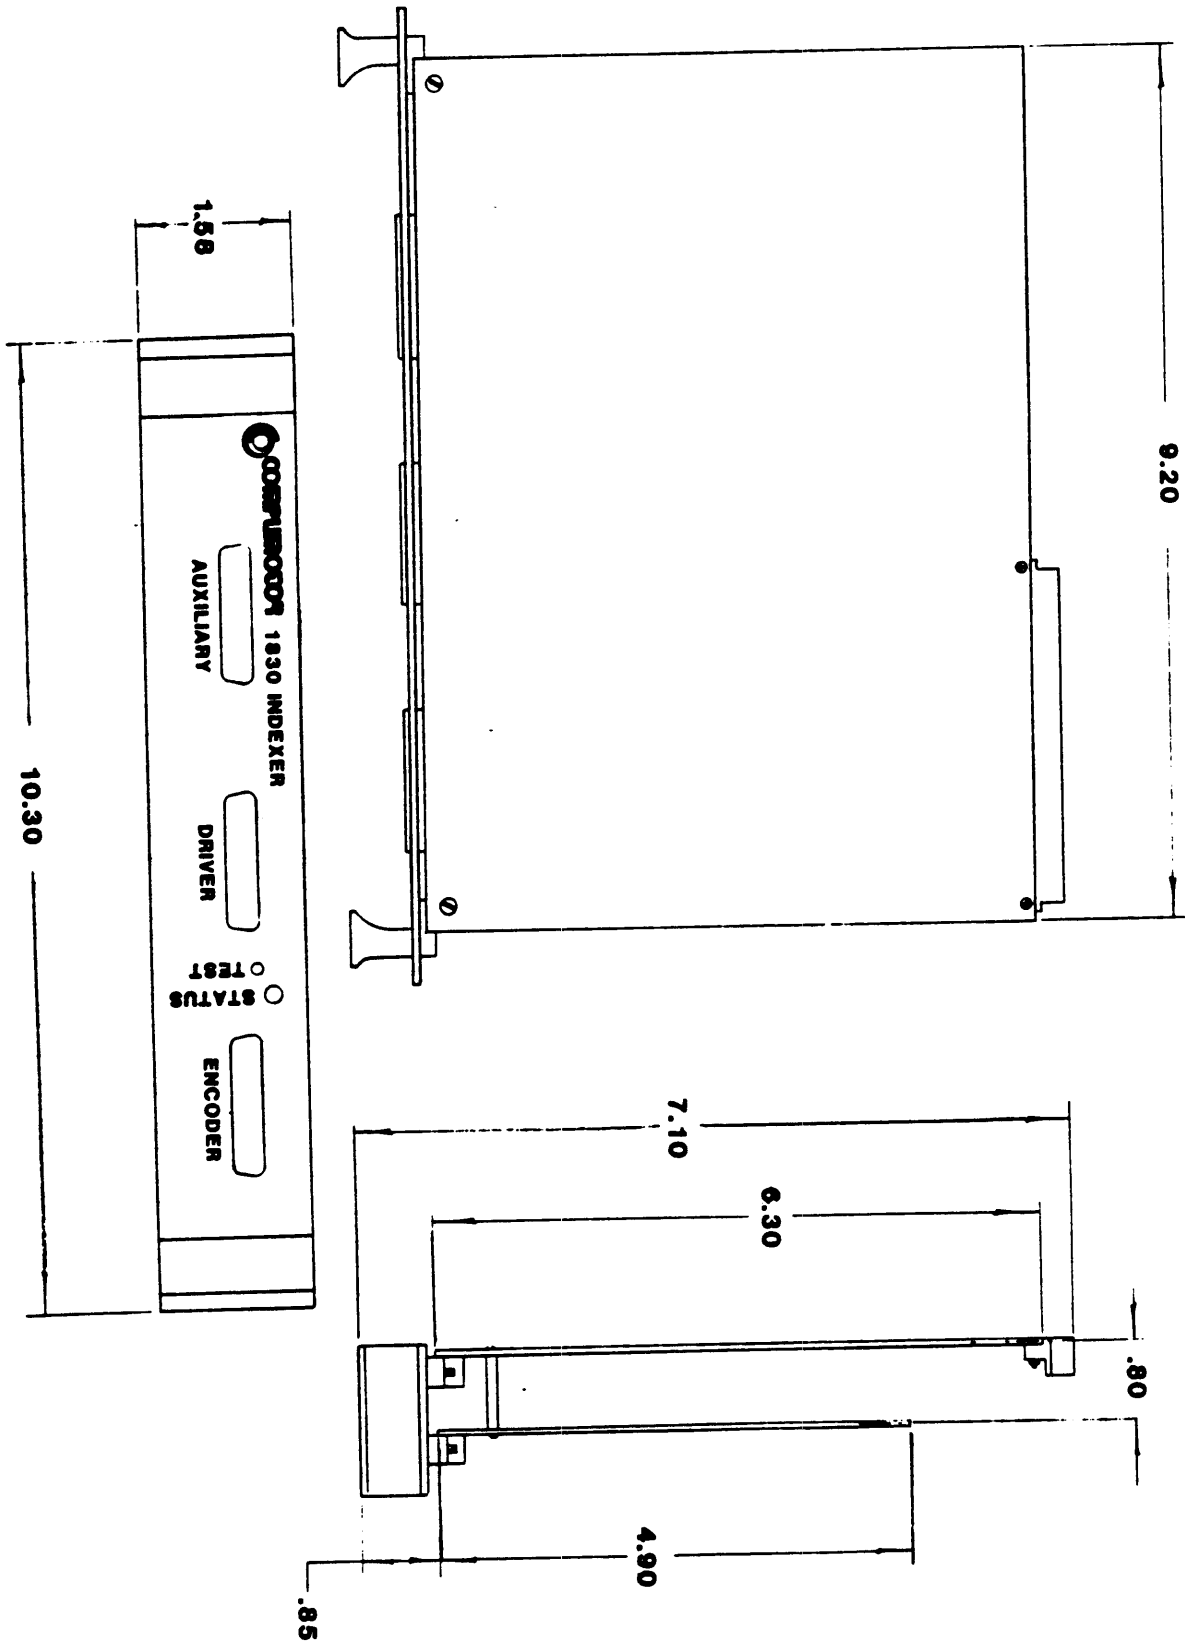 9.20
1.58
COMPUMOTOR 1830 INDEXER
AUXILIARY
DRIVER
TEST
STATUS
ENCODER
10.30
7.10
6.30
.80
4.90
.85